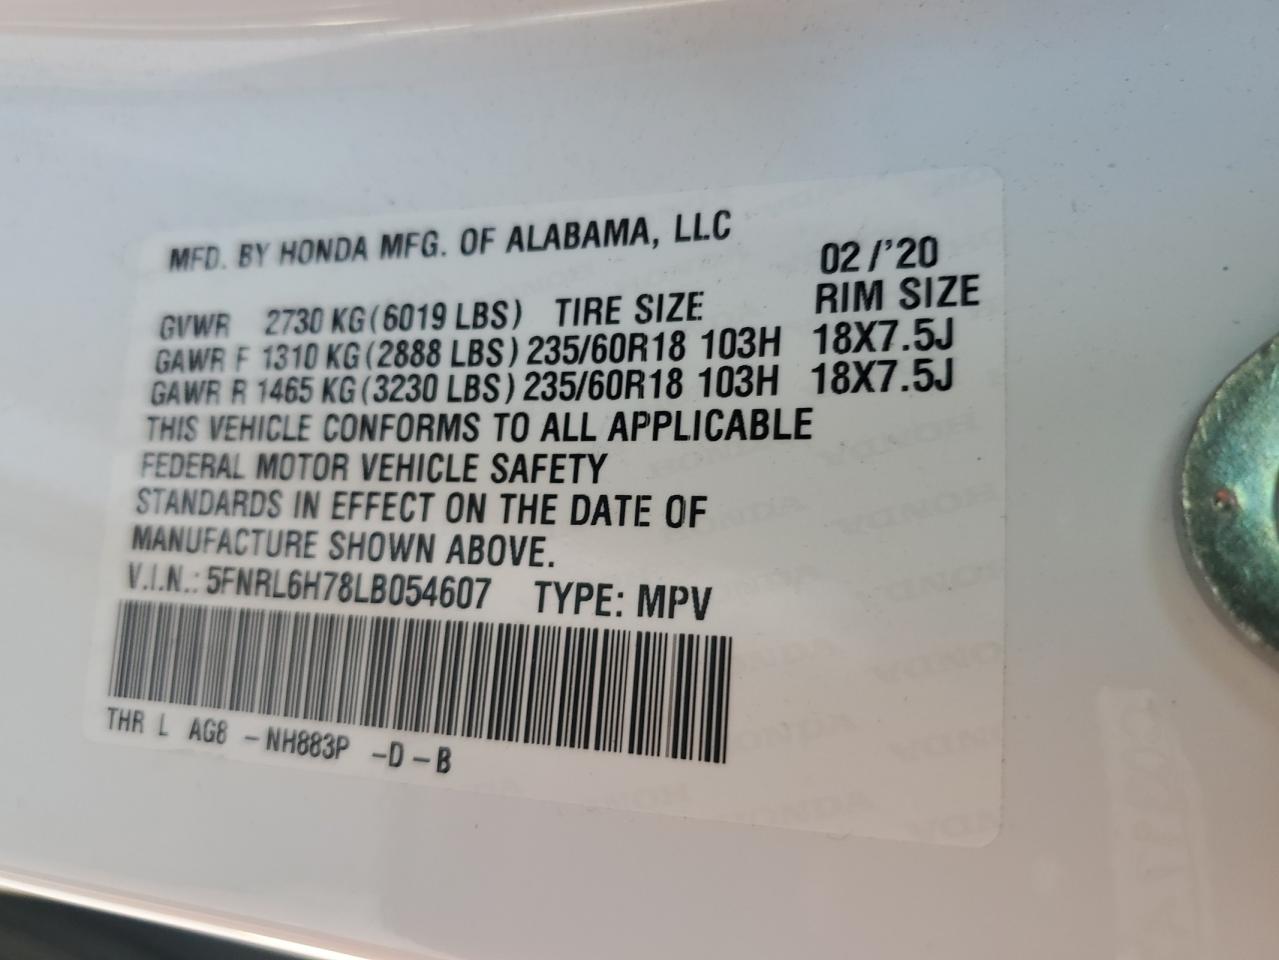 MFD. BY HONDA MFG. OF ALABAMA, LLC 02/'20
GVWR 2730 KG(6019 LBS) TIRE SIZE RIM SIZE
GAWR F 1310 KG(2888 LBS) 235/60R18 103H 18X7.5J
GAWR R 1465 KG(3230 LBS) 235/60R18 103H 18X7.5J
THIS VEHICLE CONFORMS TO ALL APPLICABLE
FEDERAL MOTOR VEHICLE SAFETY
STANDARDS IN EFFECT ON THE DATE OF
MANUFACTURE SHOWN ABOVE.
V.I.N.: 5FNRL6H78LB054607 TYPE: MPV
THR L AG8 -NH883P -D-B